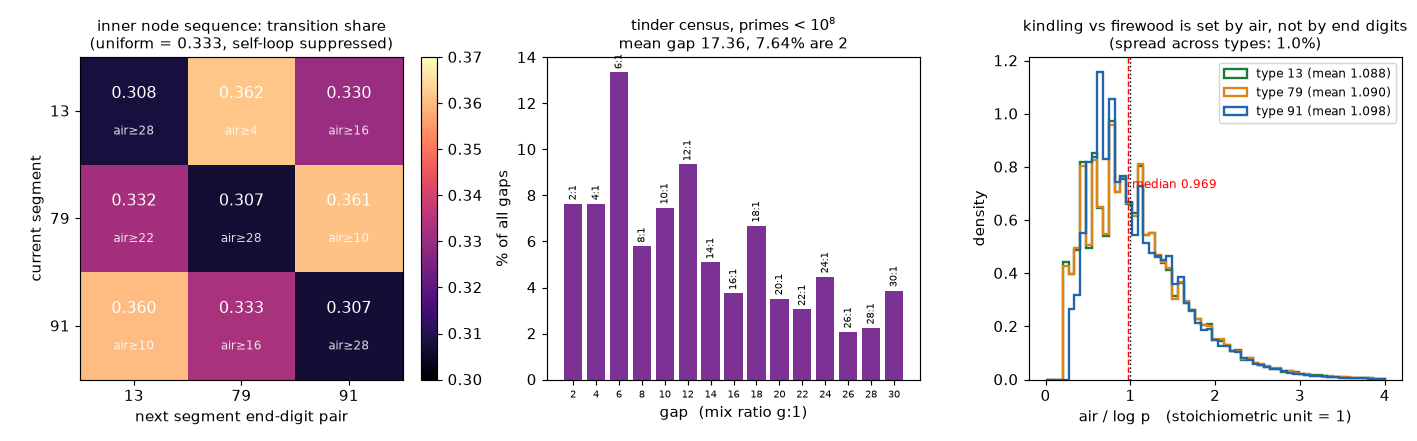 inner node sequence: transition share
(uniform = 0.333, self-loop suppressed)
13
79
91
current segment
0.308
air≥28
0.362
air≥4
0.330
air≥16
0.332
air≥22
0.307
air≥28
0.361
air≥10
0.360
air≥10
0.333
air≥16
0.307
air≥28
13
79
91
next segment end-digit pair
0.37
0.36
0.35
0.34
0.33
0.32
0.31
0.30
tinder census, primes < 10⁸
mean gap 17.36, 7.64% are 2
% of all gaps
14
12
10
8
6
4
2
0
2:1
4:1
6:1
8:1
10:1
12:1
14:1
16:1
18:1
20:1
22:1
24:1
26:1
28:1
30:1
2
4
6
8
10
12
14
16
18
20
22
24
26
28
30
gap (mix ratio g:1)
kindling vs firewood is set by air, not by end digits
(spread across types: 1.0%)
density
1.2
1.0
0.8
0.6
0.4
0.2
0.0
type 13 (mean 1.088)
type 79 (mean 1.090)
type 91 (mean 1.098)
median 0.969
0
1
2
3
4
air / log p (stoichiometric unit = 1)